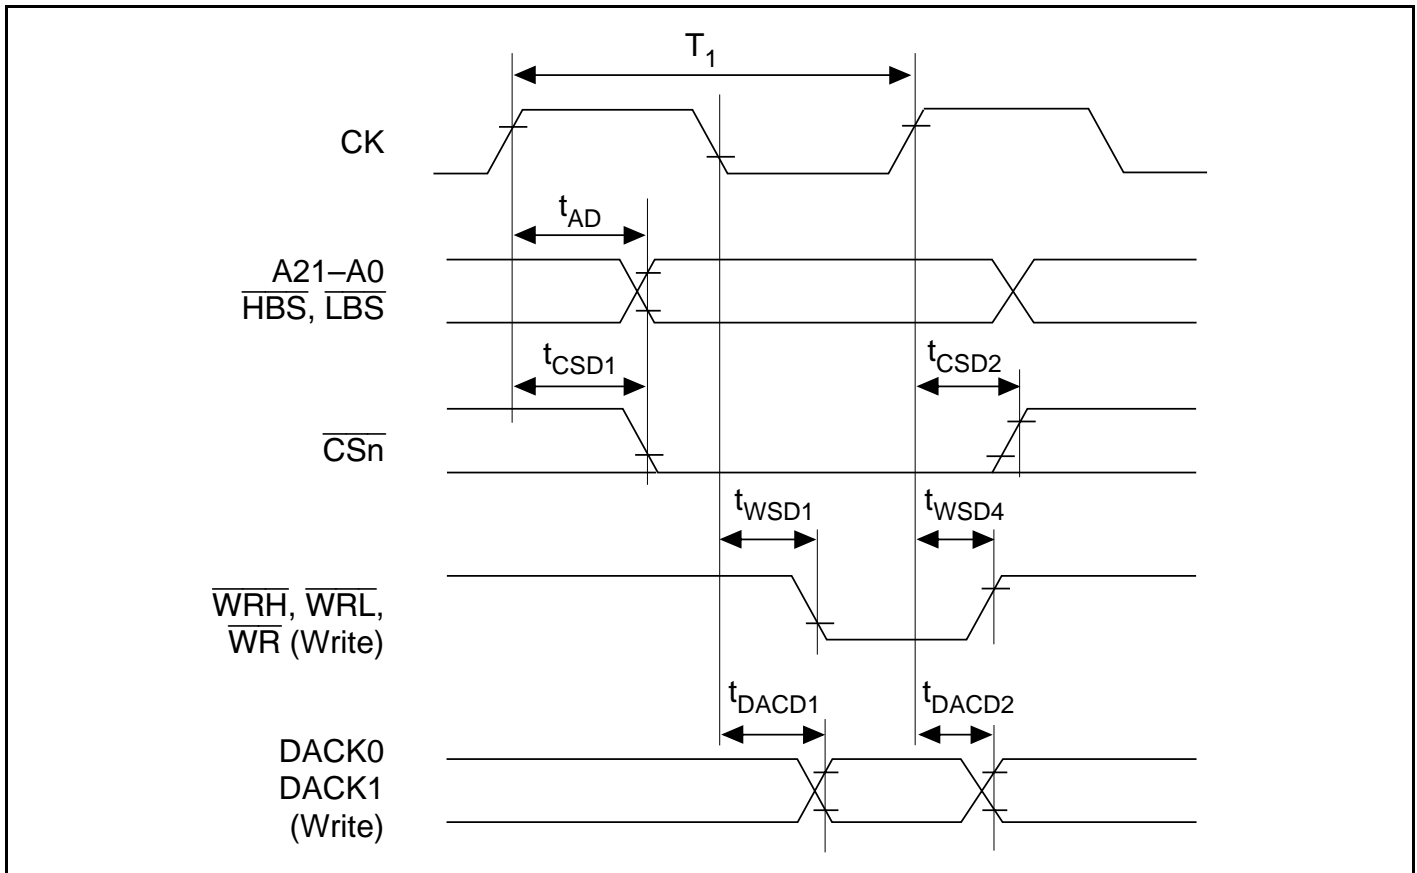 T1
CK
tAD
A21–A0
HBS, LBS
tCSD1
tCSD2
CSn
tWSD1
tWSD4
WRH, WRL,
WR (Write)
tDACD1
tDACD2
DACK0
DACK1
(Write)